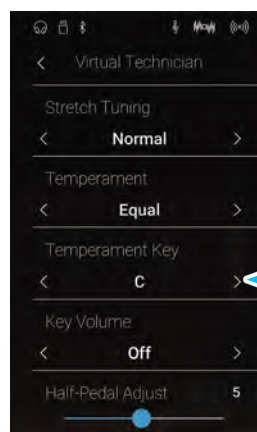 Virtual Technician
Stretch Tuning
Normal
Temperament
Equal
Temperament Key
C
Key Volume
Off
Half-Pedal Adjust 5